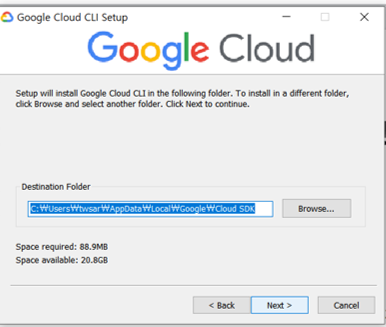 Google Cloud CLI Setup
Google Cloud
Setup will install Google Cloud CLI in the following folder. To install in a different folder,
click Browse and select another folder. Click Next to continue.
Destination Folder
C:₩Users₩twsar₩AppData₩Local₩Google₩Cloud SDK
Browse...
Space required: 88.9MB
Space available: 20.8GB
< Back
Next >
Cancel